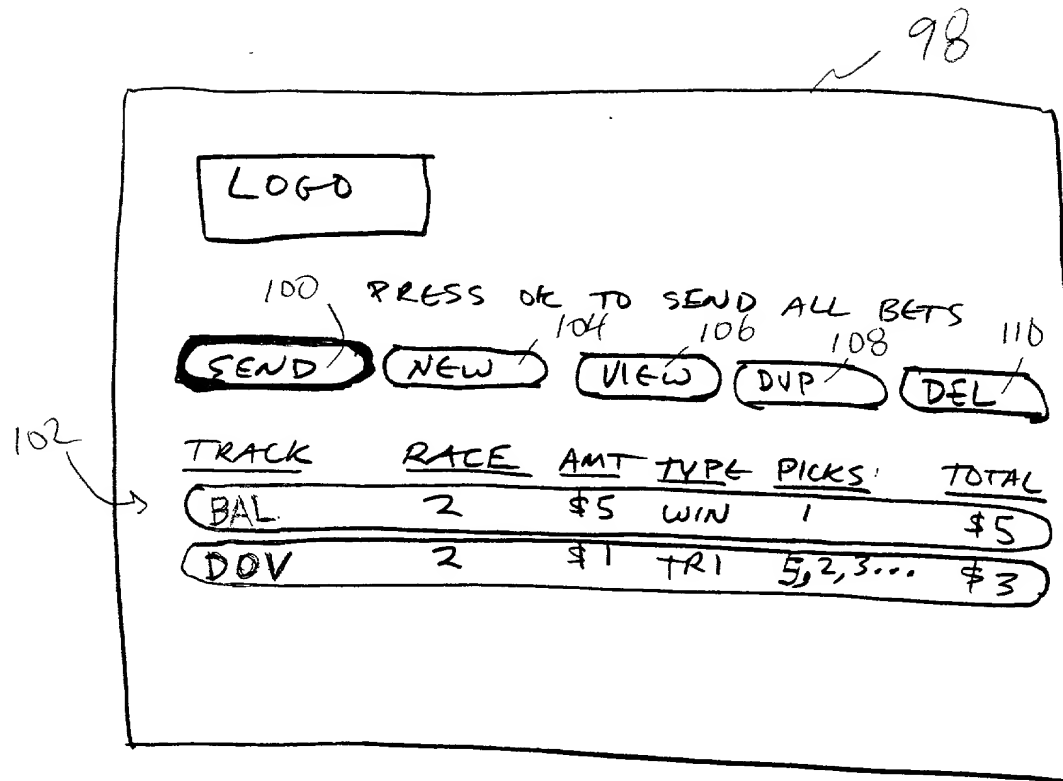 98
LOGO
100 PRESS OK TO SEND ALL BETS
104 106 108 110
SEND NEW VIEW DUP DEL
102
TRACK RACE AMT TYPE PICKS TOTAL
BAL 2 $5 WIN 1 $5
DOV 2 $1 TRI 5,2,3... $3